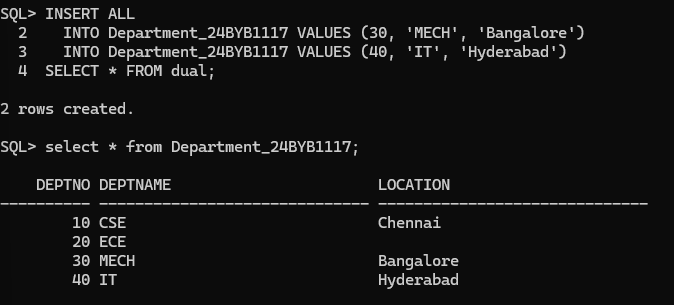 SQL> INSERT ALL
  2    INTO Department_24BYB1117 VALUES (30, 'MECH', 'Bangalore')
  3    INTO Department_24BYB1117 VALUES (40, 'IT', 'Hyderabad')
  4  SELECT * FROM dual;
2 rows created.
SQL> select * from Department_24BYB1117;
    DEPTNO DEPTNAME                       LOCATION
---------- ------------------------------ ------------------------------
        10 CSE                            Chennai
        20 ECE
        30 MECH                           Bangalore
        40 IT                             Hyderabad